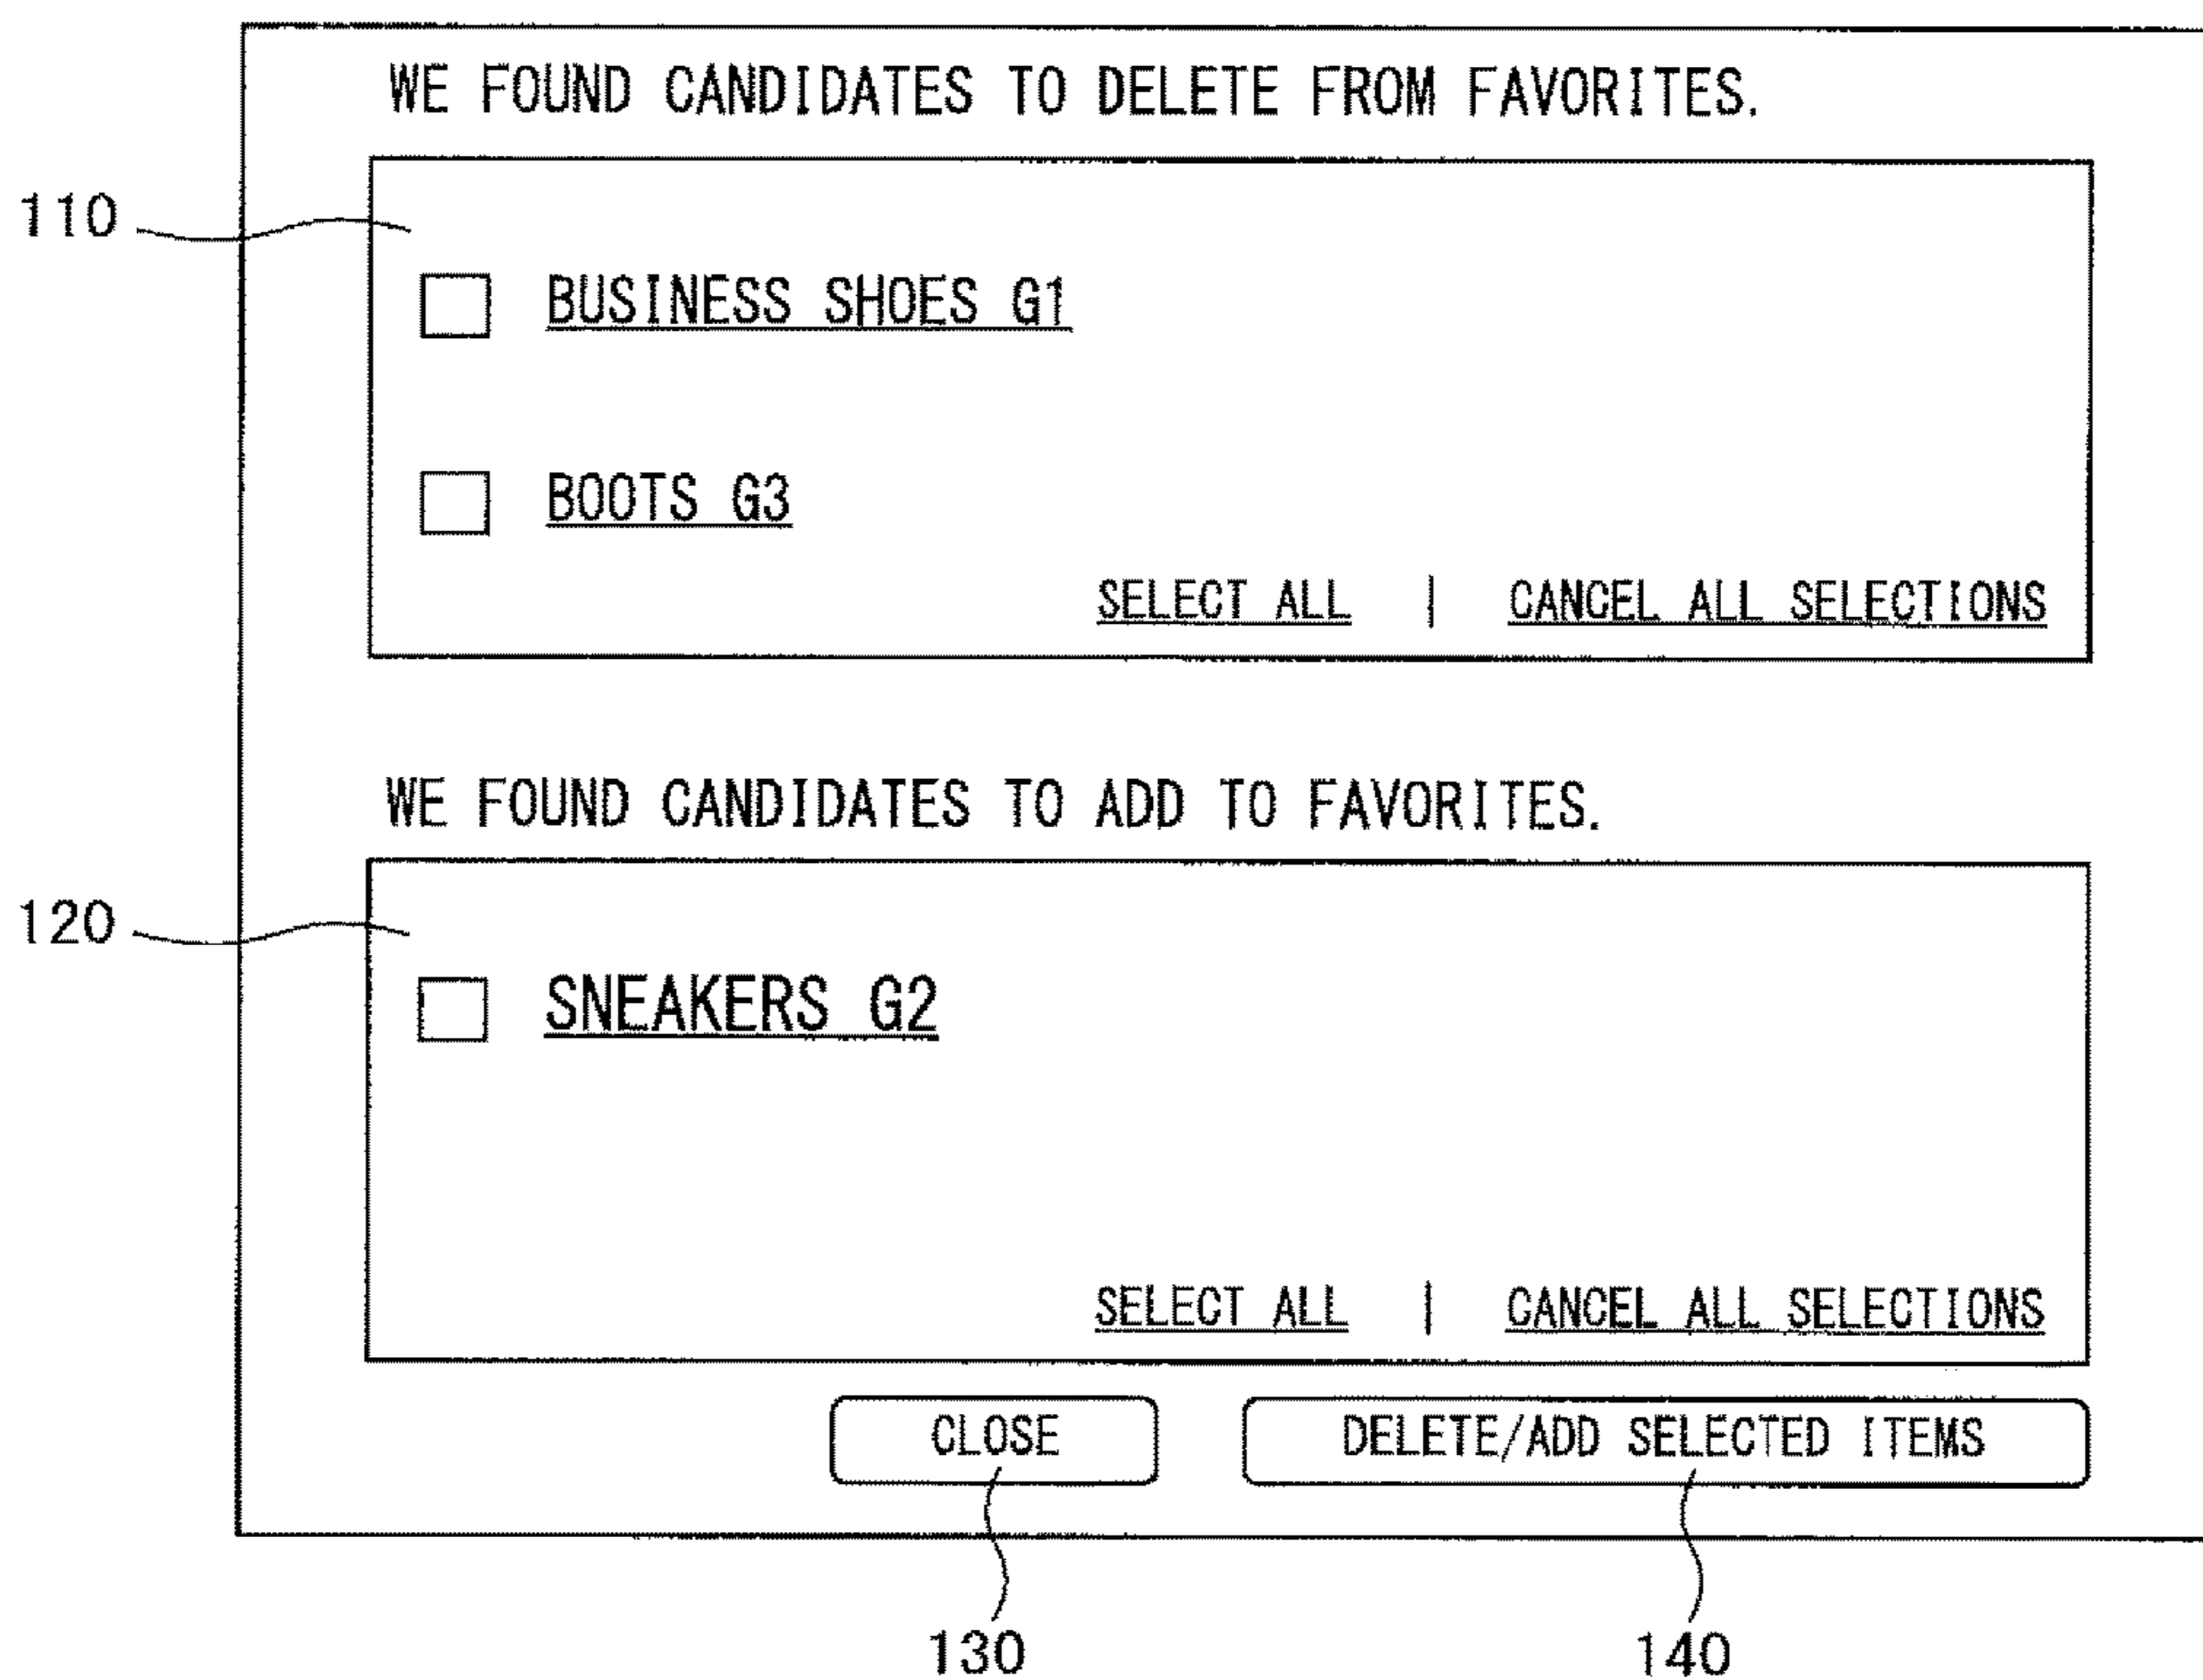 WE FOUND CANDIDATES TO DELETE FROM FAVORITES.
110
BUSINESS SHOES G1
BOOTS G3
SELECT ALL | CANCEL ALL SELECTIONS
WE FOUND CANDIDATES TO ADD TO FAVORITES.
120
SNEAKERS G2
SELECT ALL | CANCEL ALL SELECTIONS
CLOSE DELETE/ADD SELECTED ITEMS
130 140